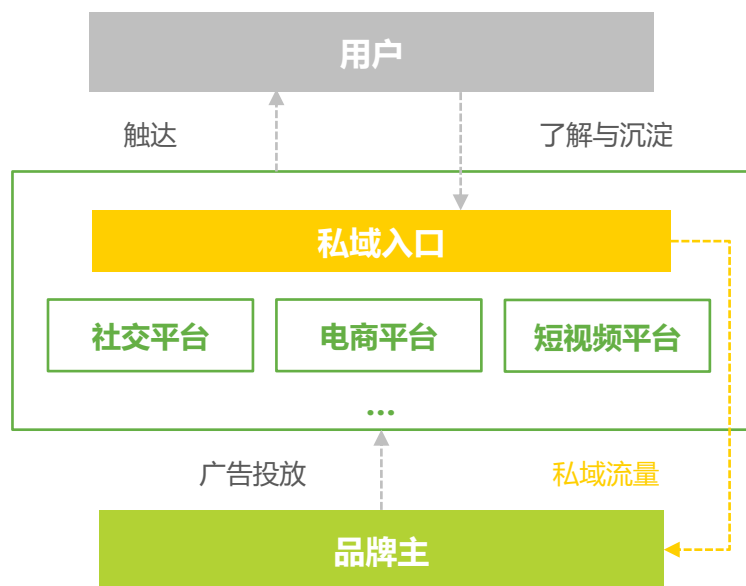 用户
触达
了解与沉淀
私域入口
社交平台
电商平台
短视频平台
...
广告投放
私域流量
品牌主